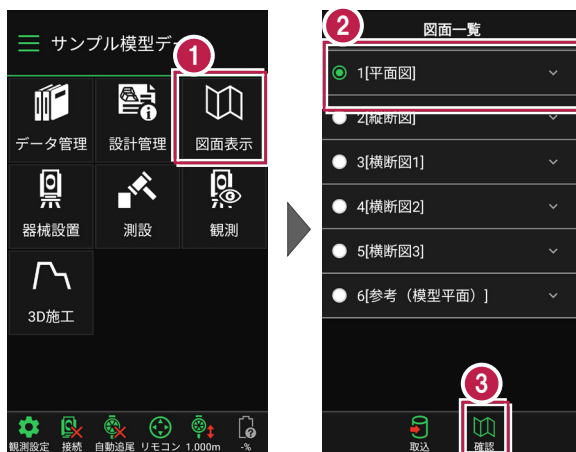 サンプル模型デー
1
データ管理
設計管理
図面表示
器械設置
測設
観測
3D施工
観測設定
接続
自動追尾
リモコン
1.000m
-%
2
図面一覧
1[平面図]
2[縦断図]
3[横断図1]
4[横断図2]
5[横断図3]
6[参考（模型平面）]
3
取込
確認